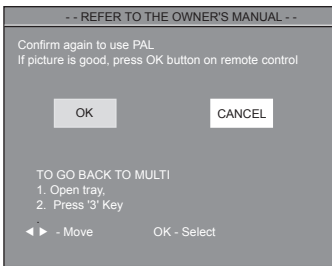 - - REFER TO THE OWNER'S MANUAL - -
Confirm again to use PAL
If picture is good, press OK button on remote control
OK CANCEL
TO GO BACK TO MULTI
1. Open tray,
2. Press '3' Key
.
◄ ► - Move OK - Select